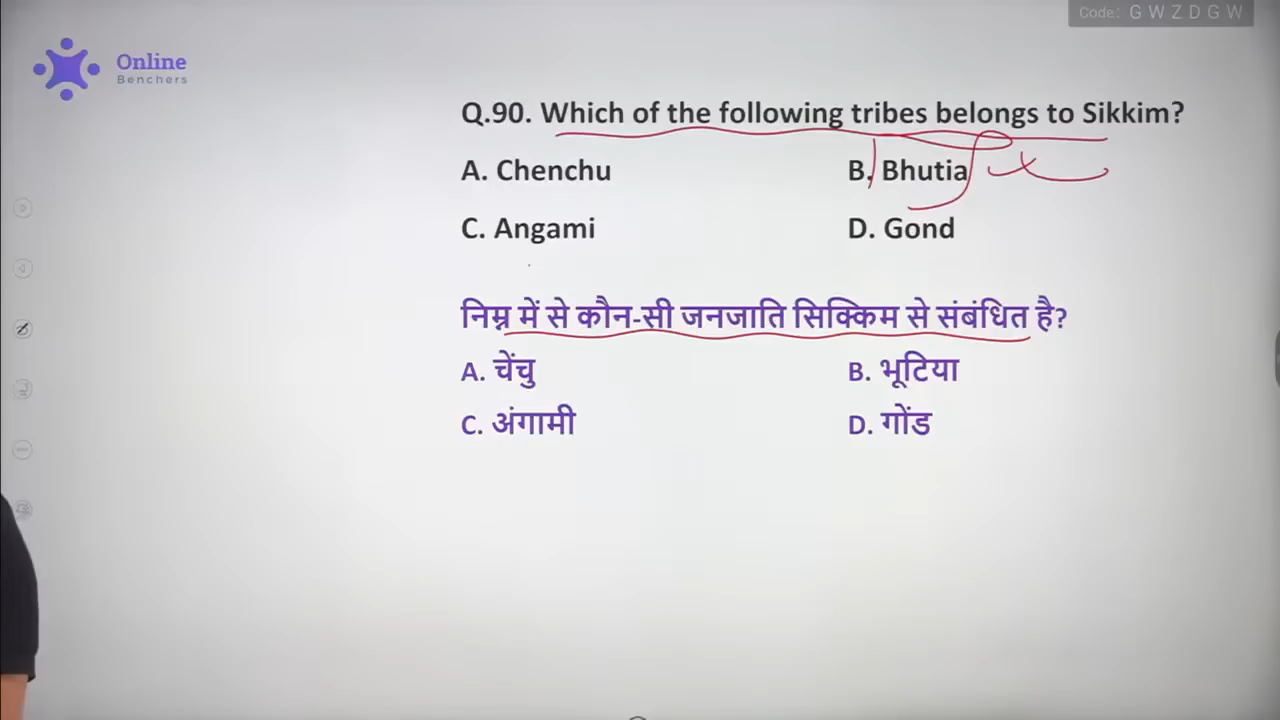 Code: G W Z D G W
Online
Benchers
Q.90. Which of the following tribes belongs to Sikkim?
A. Chenchu B. Bhutia
C. Angami D. Gond
निम्न में से कौन-सी जनजाति सिक्किम से संबंधित है?
A. चेंचु B. भूटिया
C. अंगामी D. गोंड